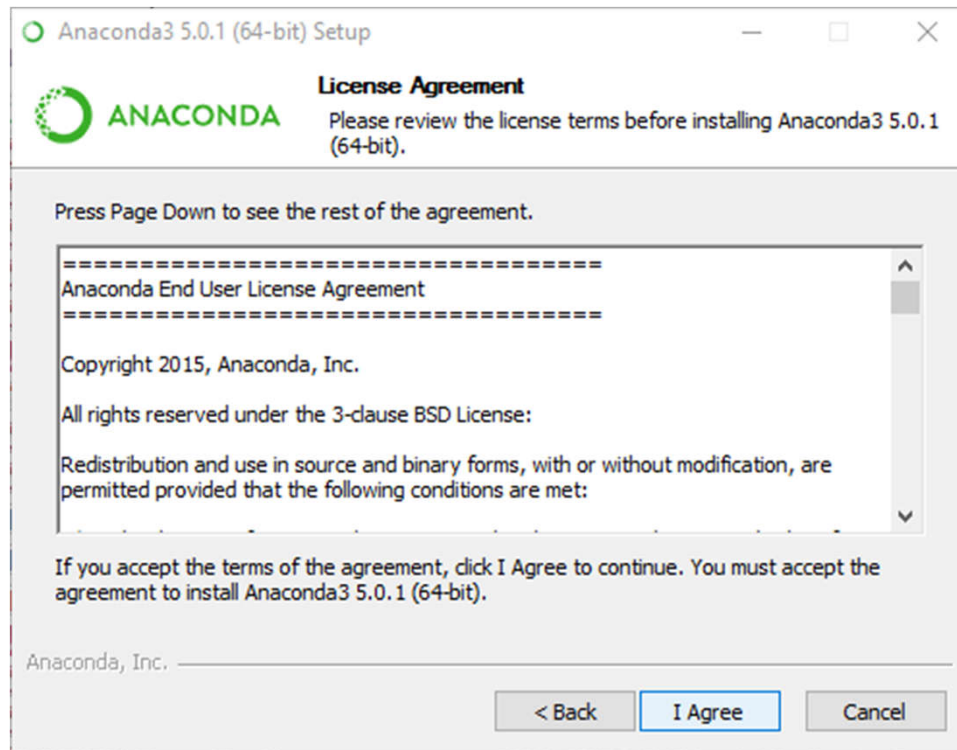 Anaconda3 5.0.1 (64-bit) Setup
ANACONDA
License Agreement
Please review the license terms before installing Anaconda3 5.0.1
(64-bit).
Press Page Down to see the rest of the agreement.
===================================
Anaconda End User License Agreement
===================================
Copyright 2015, Anaconda, Inc.
All rights reserved under the 3-clause BSD License:
Redistribution and use in source and binary forms, with or without modification, are
permitted provided that the following conditions are met:
If you accept the terms of the agreement, click I Agree to continue. You must accept the
agreement to install Anaconda3 5.0.1 (64-bit).
Anaconda, Inc.
< Back
I Agree
Cancel